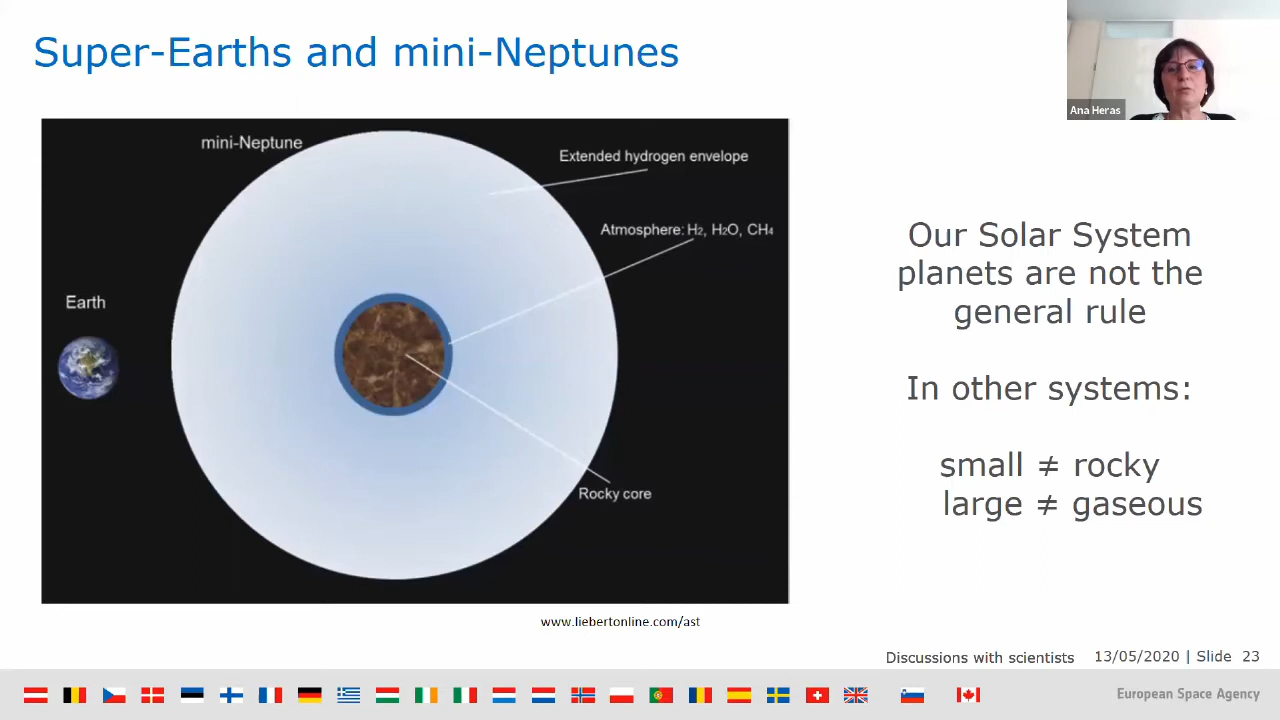 Super-Earths and mini-Neptunes
Ana Heras
mini-Neptune
Extended hydrogen envelope
Atmosphere: H₂, H₂O, CH₄
Earth
Rocky core
Our Solar System
planets are not the
general rule
In other systems:
small ≠ rocky
large ≠ gaseous
www.liebertonline.com/ast
Discussions with scientists 13/05/2020 | Slide 23
European Space Agency